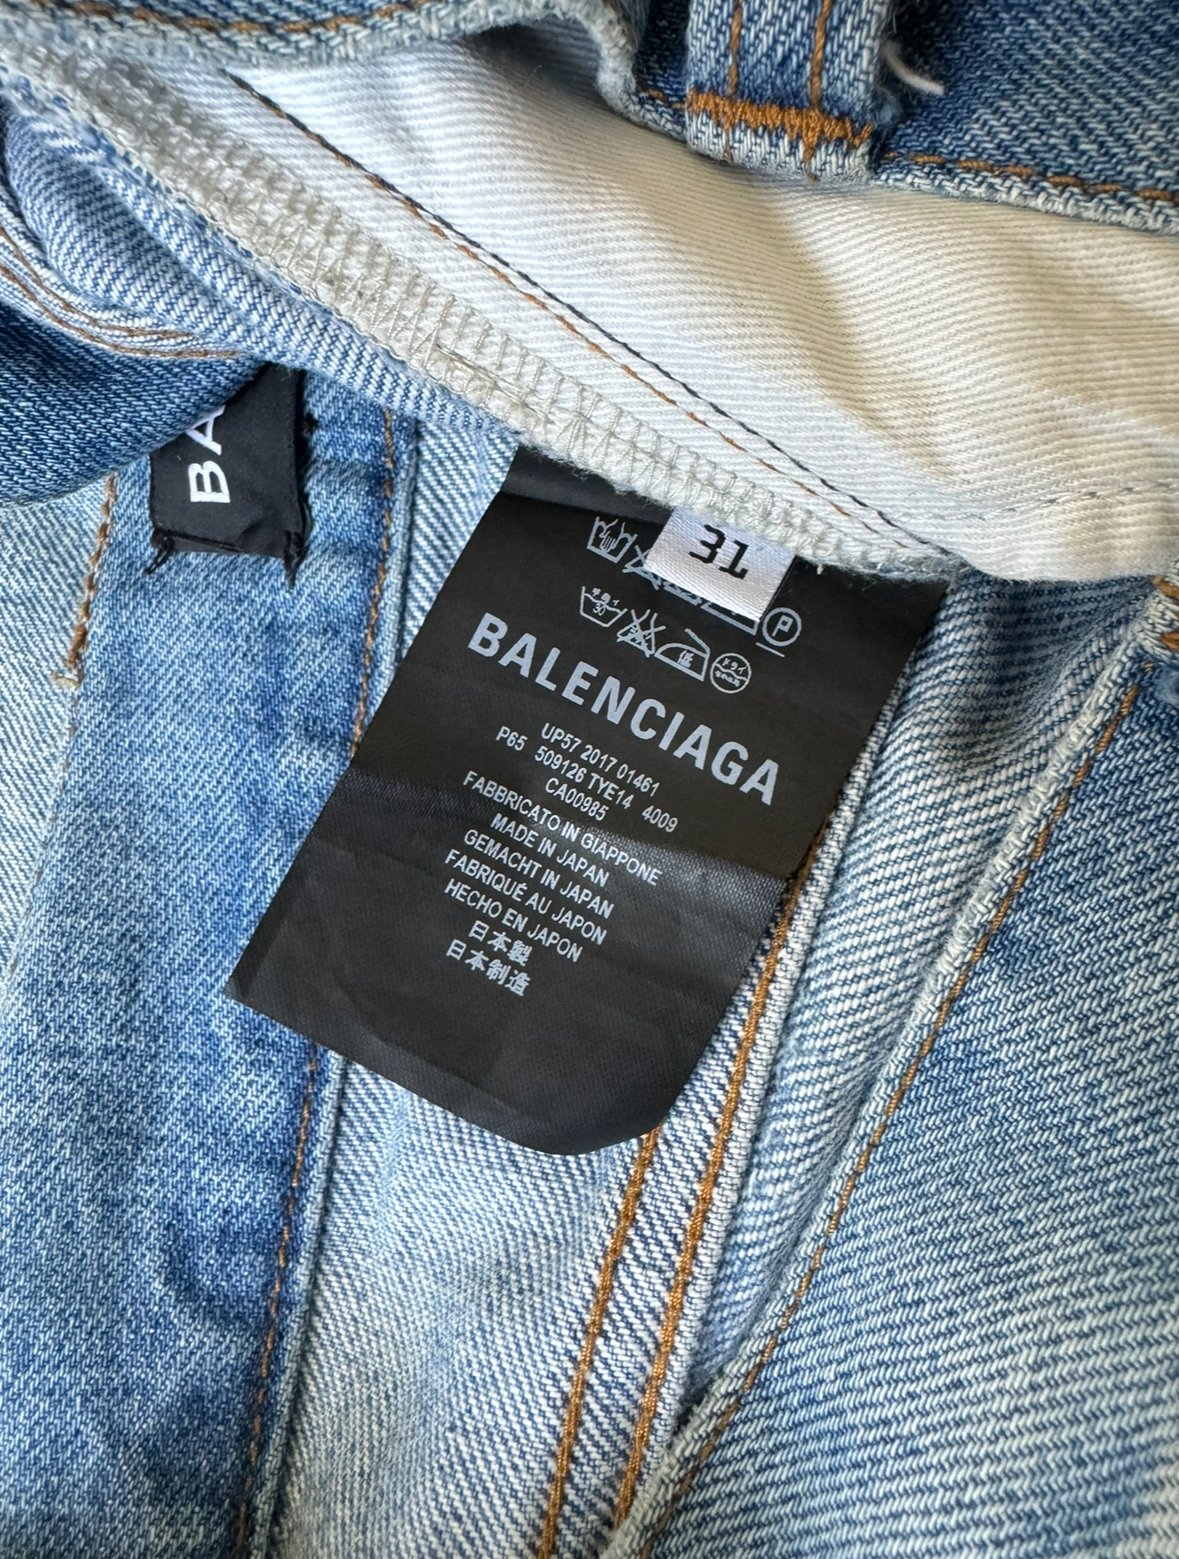 BA
31
P
BALENCIAGA
UP57 2017 01461
P65 509126 TYE14 4009
CA00985
FABBRICATO IN GIAPPONE
MADE IN JAPAN
GEMACHT IN JAPAN
FABRIQUÉ AU JAPON
HECHO EN JAPON
日本製
日本制造